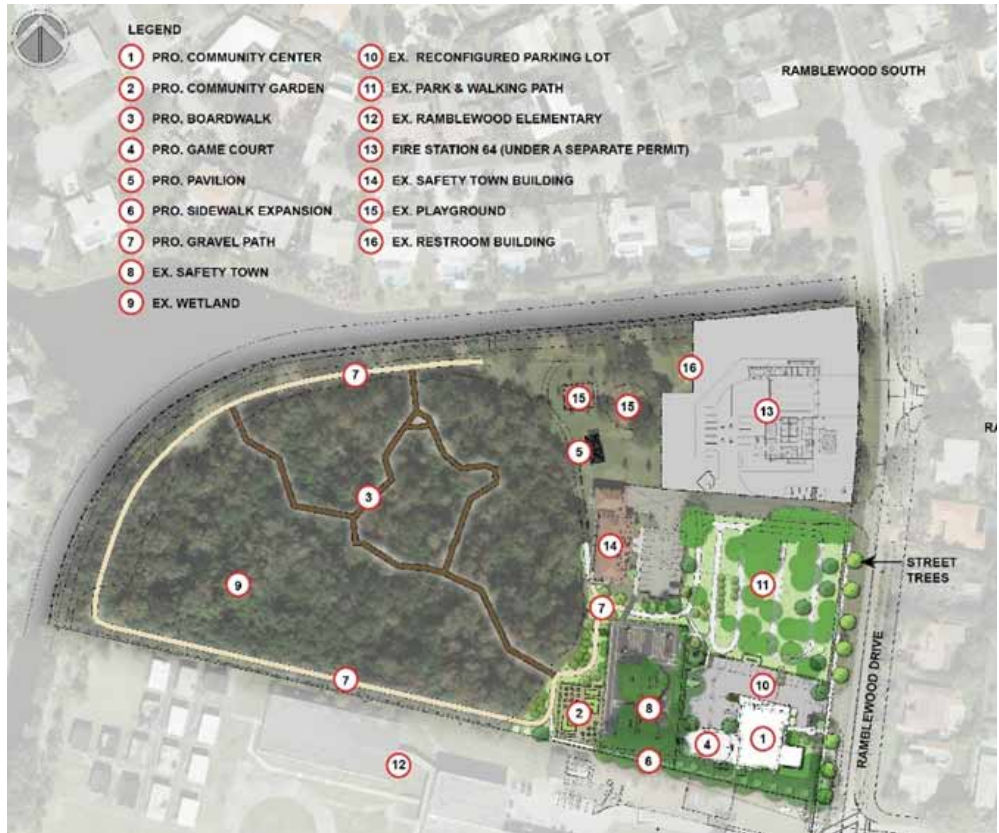 LEGEND
1 PRO. COMMUNITY CENTER
2 PRO. COMMUNITY GARDEN
3 PRO. BOARDWALK
4 PRO. GAME COURT
5 PRO. PAVILION
6 PRO. SIDEWALK EXPANSION
7 PRO. GRAVEL PATH
8 EX. SAFETY TOWN
9 EX. WETLAND
10 EX. RECONFIGURED PARKING LOT
11 EX. PARK & WALKING PATH
12 EX. RAMBLEWOOD ELEMENTARY
13 FIRE STATION 64 (UNDER A SEPARATE PERMIT)
14 EX. SAFETY TOWN BUILDING
15 EX. PLAYGROUND
16 EX. RESTROOM BUILDING
RAMBLEWOOD SOUTH
7
16
15
15
13
RA
5
3
14
STREET
TREES
9
11
7
RAMBLEWOOD DRIVE
7
10
2
8
4
1
6
12